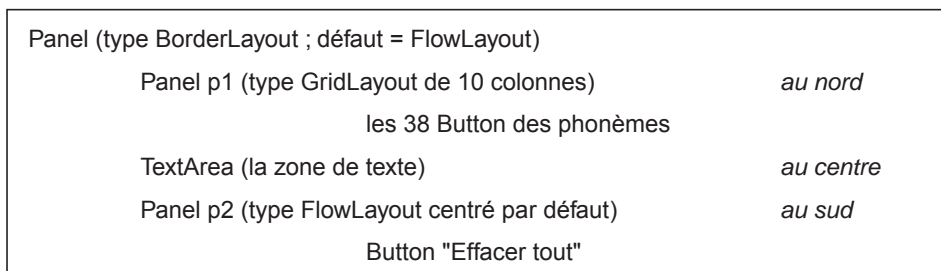 Panel (type BorderLayout ; défaut = FlowLayout)
Panel p1 (type GridLayout de 10 colonnes) au nord
les 38 Button des phonèmes
TextArea (la zone de texte) au centre
Panel p2 (type FlowLayout centré par défaut) au sud
Button "Effacer tout"